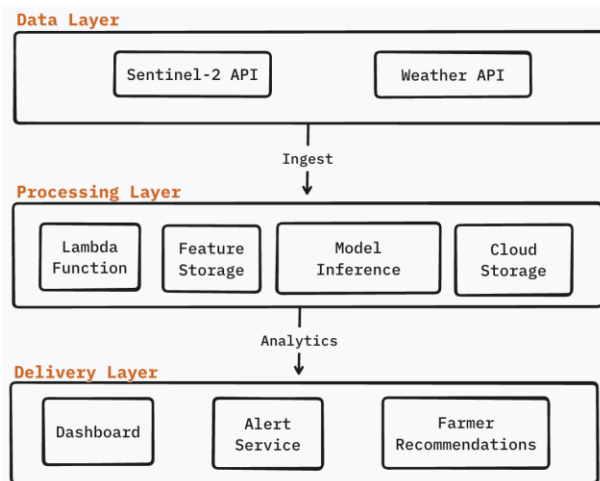 Data Layer
Sentinel-2 API
Weather API
Ingest
Processing Layer
Lambda
Function
Feature
Storage
Model
Inference
Cloud
Storage
Analytics
Delivery Layer
Dashboard
Alert
Service
Farmer
Recommendations